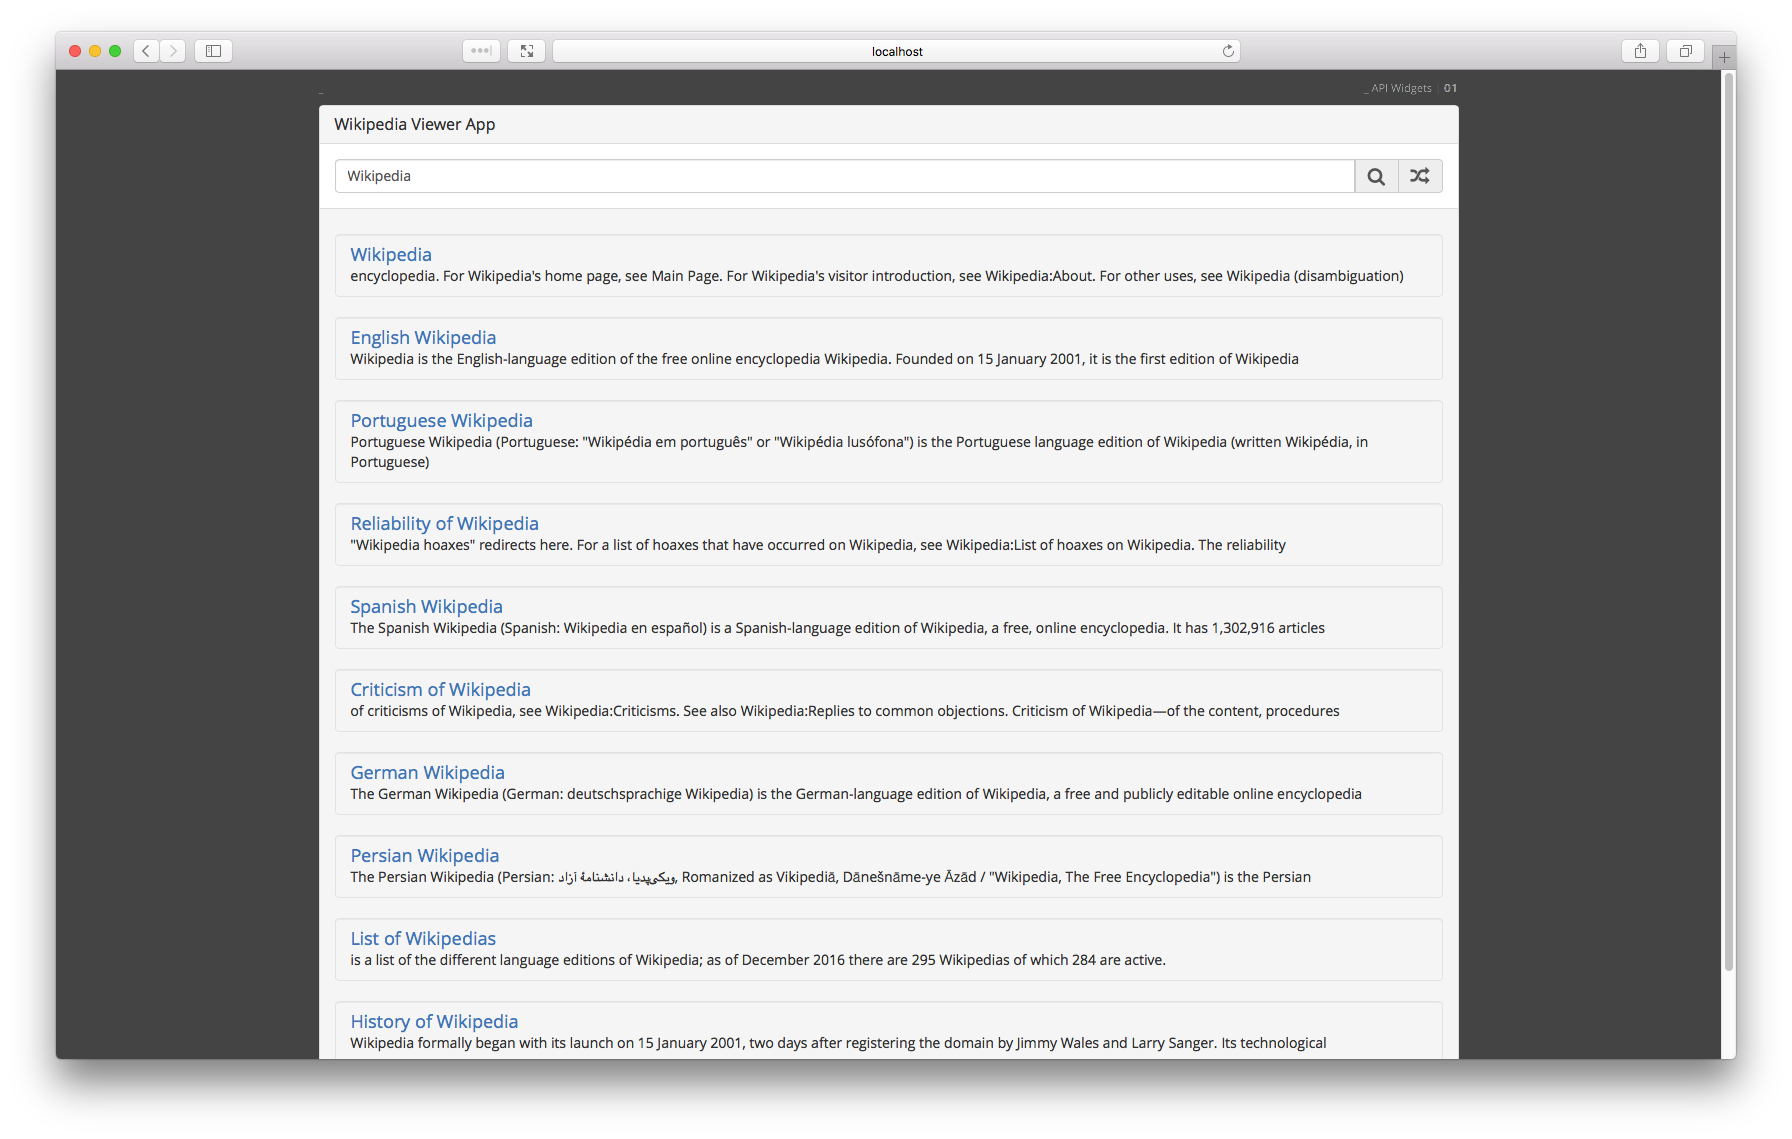 localhost
_
_ API Widgets | 01
Wikipedia Viewer App
Wikipedia
Wikipedia
encyclopedia. For Wikipedia's home page, see Main Page. For Wikipedia's visitor introduction, see Wikipedia:About. For other uses, see Wikipedia (disambiguation)
English Wikipedia
Wikipedia is the English-language edition of the free online encyclopedia Wikipedia. Founded on 15 January 2001, it is the first edition of Wikipedia
Portuguese Wikipedia
Portuguese Wikipedia (Portuguese: "Wikipédia em português" or "Wikipédia lusófona") is the Portuguese language edition of Wikipedia (written Wikipédia, in
Portuguese)
Reliability of Wikipedia
"Wikipedia hoaxes" redirects here. For a list of hoaxes that have occurred on Wikipedia, see Wikipedia:List of hoaxes on Wikipedia. The reliability
Spanish Wikipedia
The Spanish Wikipedia (Spanish: Wikipedia en español) is a Spanish-language edition of Wikipedia, a free, online encyclopedia. It has 1,302,916 articles
Criticism of Wikipedia
of criticisms of Wikipedia, see Wikipedia:Criticisms. See also Wikipedia:Replies to common objections. Criticism of Wikipedia—of the content, procedures
German Wikipedia
The German Wikipedia (German: deutschsprachige Wikipedia) is the German-language edition of Wikipedia, a free and publicly editable online encyclopedia
Persian Wikipedia
The Persian Wikipedia (Persian: ویکی‌پدیا، دانشنامهٔ آزاد, Romanized as Vikipediā, Dānešnāme-ye Āzād / "Wikipedia, The Free Encyclopedia") is the Persian
List of Wikipedias
is a list of the different language editions of Wikipedia; as of December 2016 there are 295 Wikipedias of which 284 are active.
History of Wikipedia
Wikipedia formally began with its launch on 15 January 2001, two days after registering the domain by Jimmy Wales and Larry Sanger. Its technological